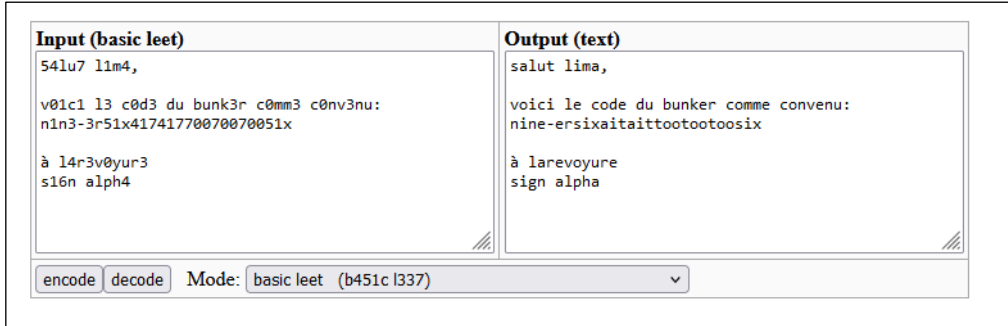 Input (basic leet)
54lu7 l1m4,
v01c1 l3 c0d3 du bunk3r c0mm3 c0nv3nu:
n1n3-3r51x41741770070070051x
à l4r3v0yur3
s16n alph4
Output (text)
salut lima,
voici le code du bunker comme convenu:
nine-ersixaitaittootootoosix
à larevoyure
sign alpha
encode decode Mode: basic leet (b451c l337)